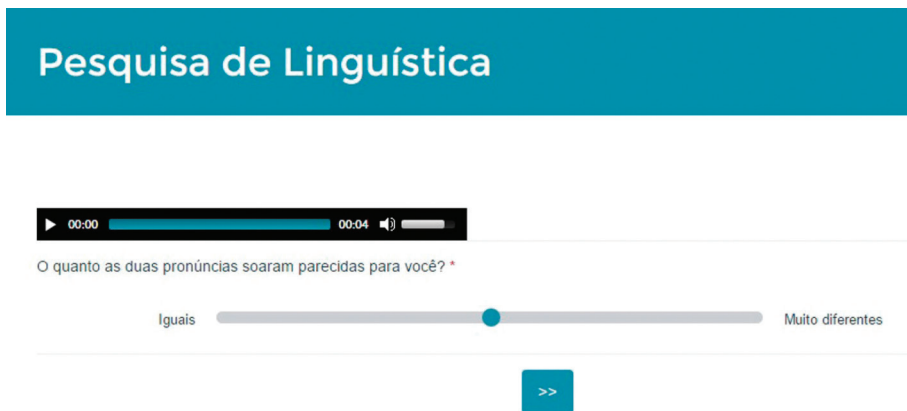 Pesquisa de Linguística
00:00 00:04
O quanto as duas pronúncias soaram parecidas para você? *
Iguais Muito diferentes
>>